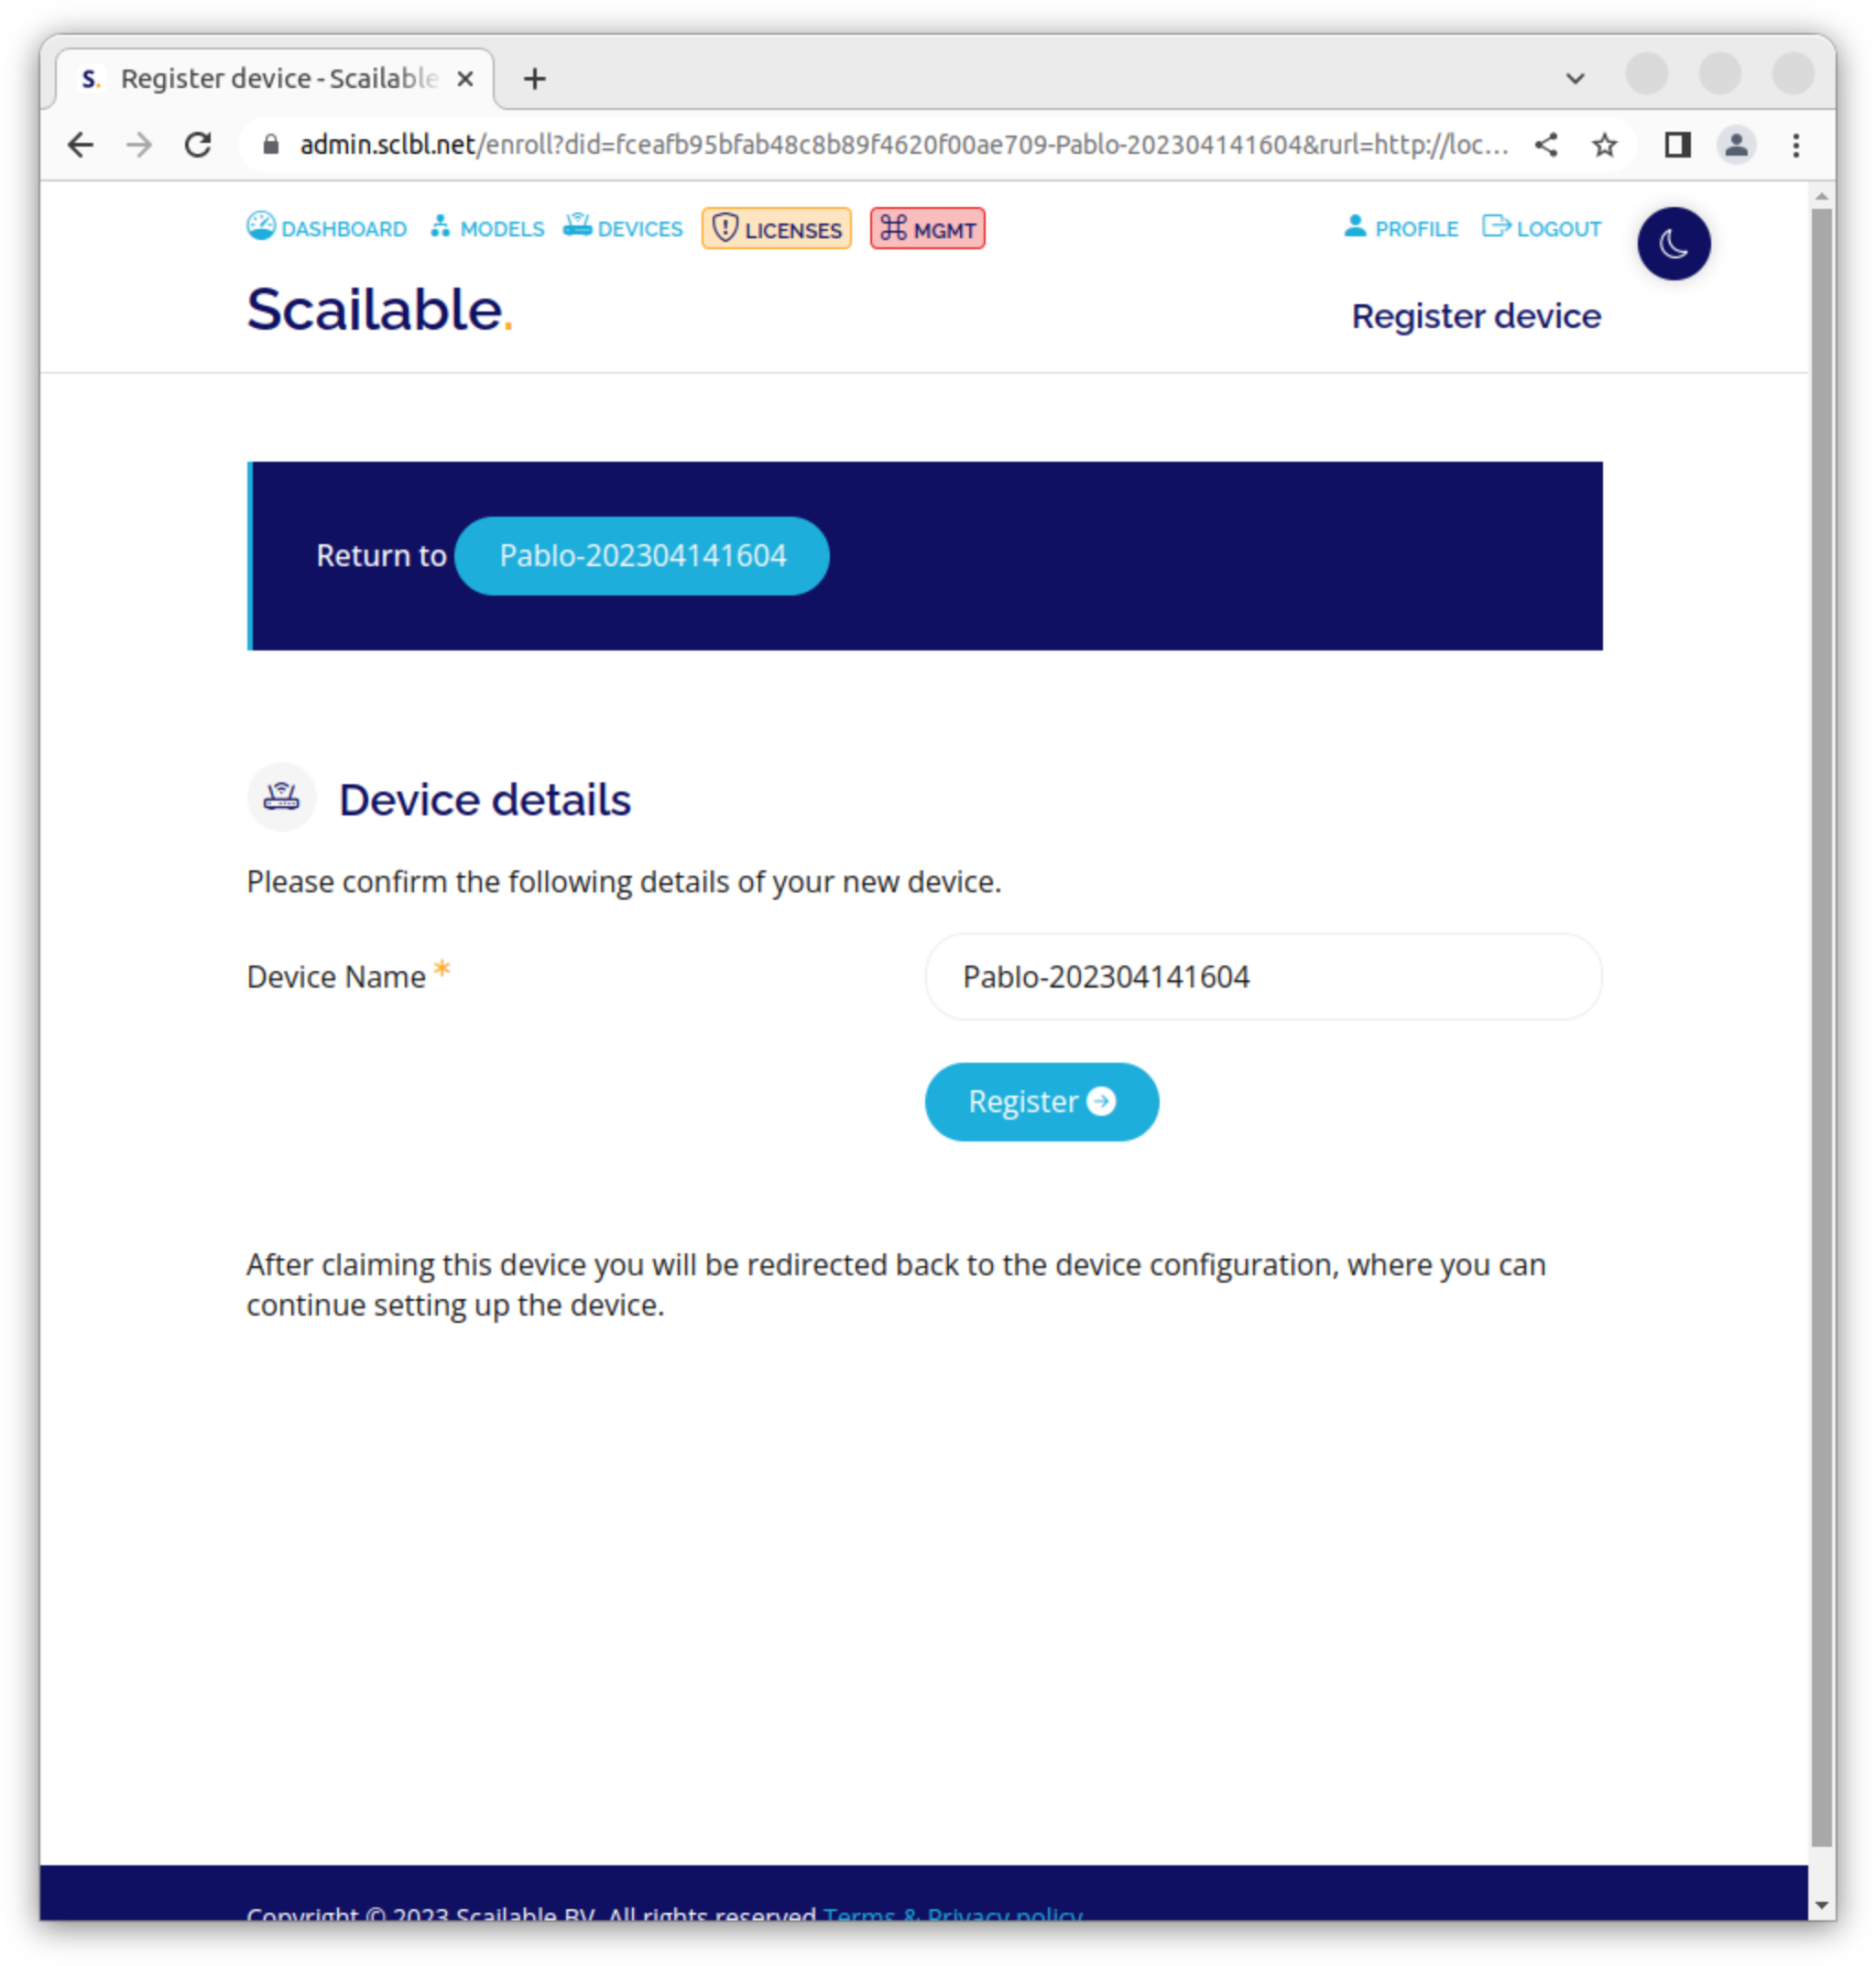 S. Register device - Scailable
admin.sclbl.net/enroll?did=fceafb95bfab48c8b89f4620f00ae709-Pablo-202304141604&rurl=http://loc...
DASHBOARD MODELS DEVICES LICENSES MGMT PROFILE LOGOUT
Scailable. Register device
Return to Pablo-202304141604
Device details
Please confirm the following details of your new device.
Device Name * Pablo-202304141604
Register
After claiming this device you will be redirected back to the device configuration, where you can
continue setting up the device.
Copyright © 2023 Scailable BV. All rights reserved Terms & Privacy policy